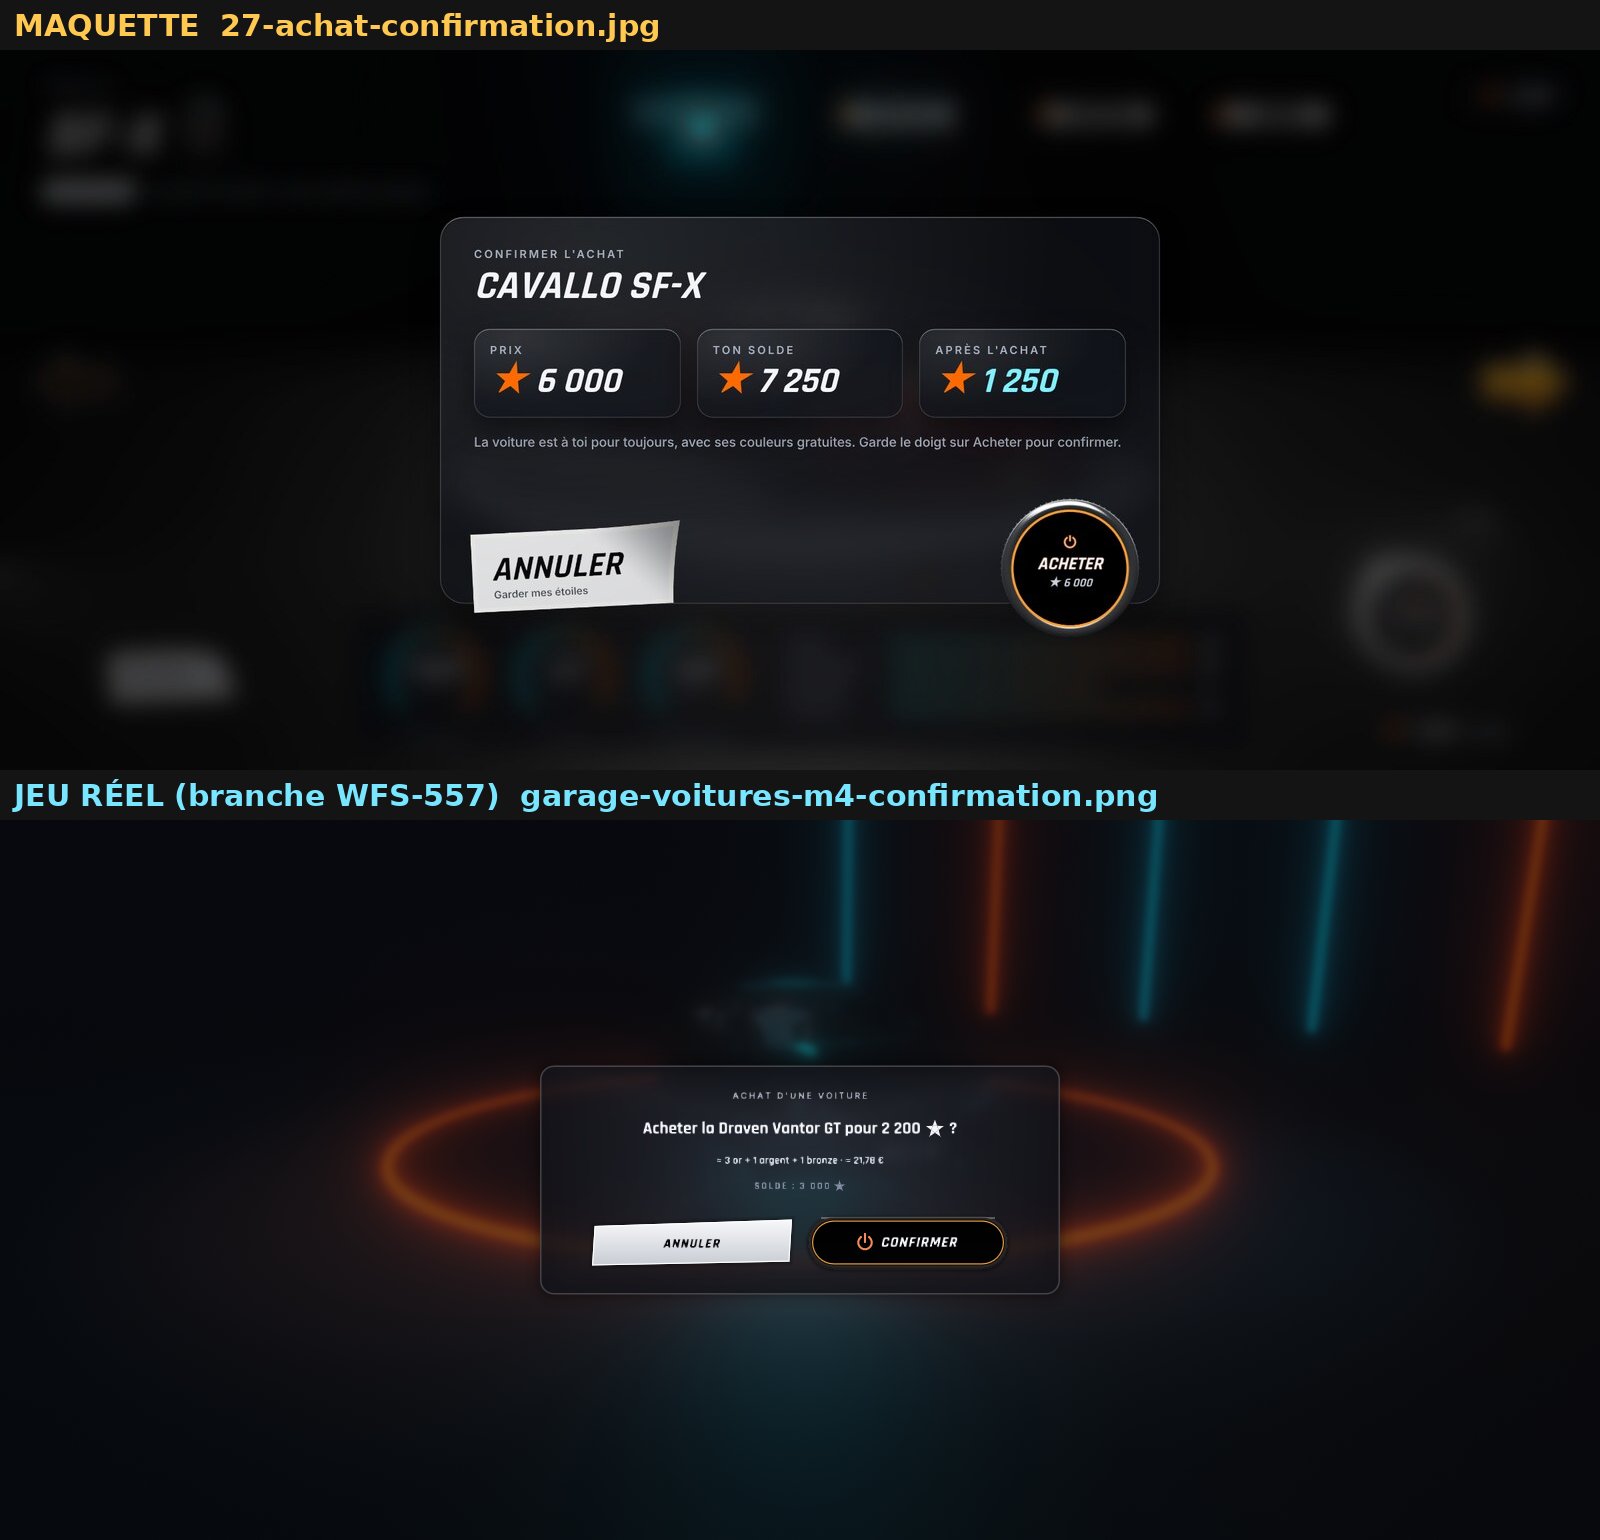 MAQUETTE 27-achat-confirmation.jpg
CONFIRMER L'ACHAT
CAVALLO SF-X
PRIX
★ 6 000
TON SOLDE
★ 7 250
APRÈS L'ACHAT
★ 1 250
La voiture est à toi pour toujours, avec ses couleurs gratuites. Garde le doigt sur Acheter pour confirmer.
ANNULER
Garder mes étoiles
ACHETER
★ 6 000
JEU RÉEL (branche WFS-557) garage-voitures-m4-confirmation.png
ACHAT D'UNE VOITURE
Acheter la Draven Vantor GT pour 2 200 ★ ?
≈ 3 or + 1 argent + 1 bronze · ≈ 21,78 €
SOLDE : 3 000 ★
ANNULER
CONFIRMER